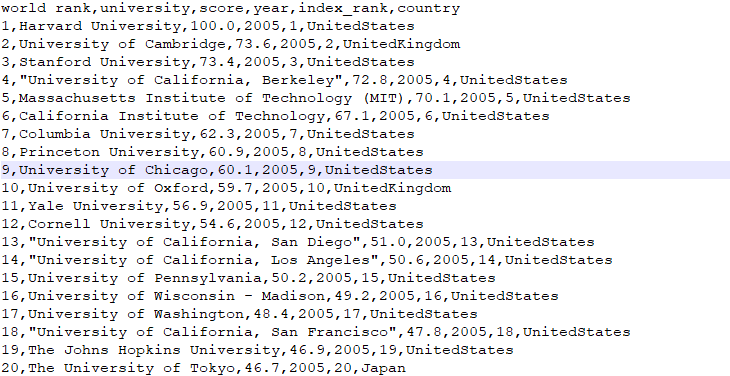 world rank,university,score,year,index_rank,country
1,Harvard University,100.0,2005,1,UnitedStates
2,University of Cambridge,73.6,2005,2,UnitedKingdom
3,Stanford University,73.4,2005,3,UnitedStates
4,"University of California, Berkeley",72.8,2005,4,UnitedStates
5,Massachusetts Institute of Technology (MIT),70.1,2005,5,UnitedStates
6,California Institute of Technology,67.1,2005,6,UnitedStates
7,Columbia University,62.3,2005,7,UnitedStates
8,Princeton University,60.9,2005,8,UnitedStates
9,University of Chicago,60.1,2005,9,UnitedStates
10,University of Oxford,59.7,2005,10,UnitedKingdom
11,Yale University,56.9,2005,11,UnitedStates
12,Cornell University,54.6,2005,12,UnitedStates
13,"University of California, San Diego",51.0,2005,13,UnitedStates
14,"University of California, Los Angeles",50.6,2005,14,UnitedStates
15,University of Pennsylvania,50.2,2005,15,UnitedStates
16,University of Wisconsin - Madison,49.2,2005,16,UnitedStates
17,University of Washington,48.4,2005,17,UnitedStates
18,"University of California, San Francisco",47.8,2005,18,UnitedStates
19,The Johns Hopkins University,46.9,2005,19,UnitedStates
20,The University of Tokyo,46.7,2005,20,Japan